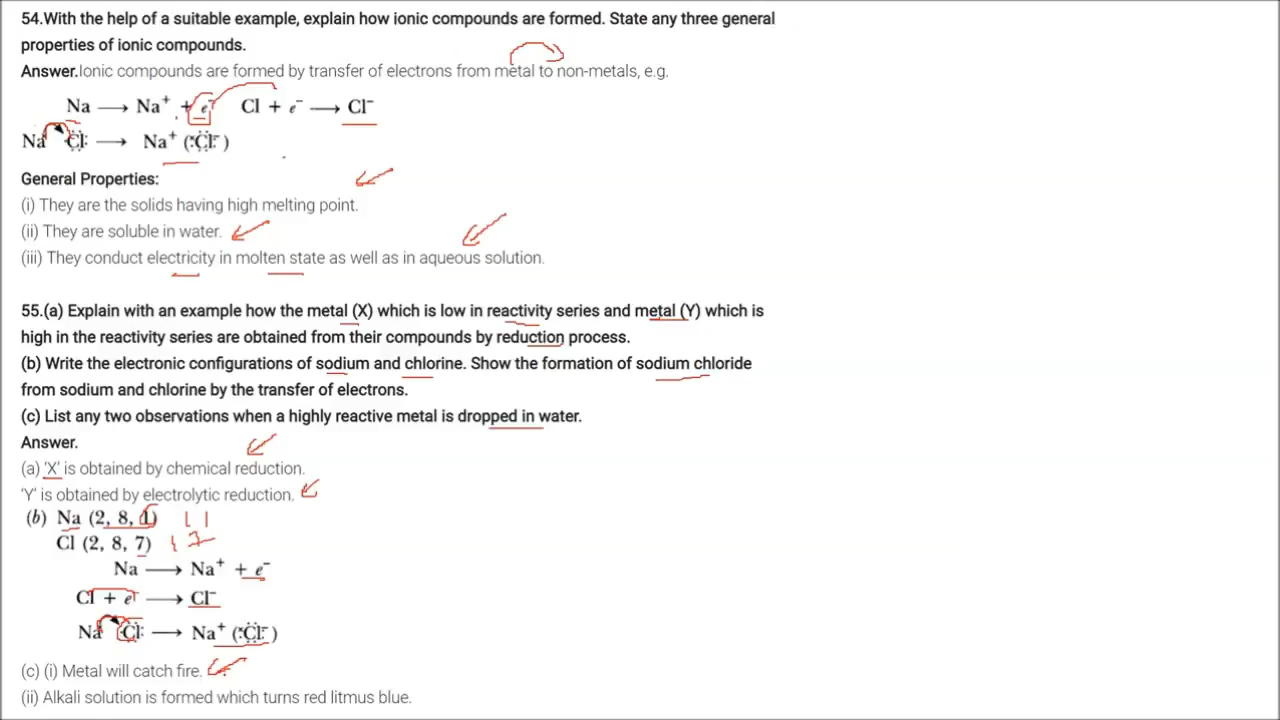 54.With the help of a suitable example, explain how ionic compounds are formed. State any three general
properties of ionic compounds.
Answer.Ionic compounds are formed by transfer of electrons from metal to non-metals, e.g.
Na ⟶ Na⁺ + e⁻ Cl + e⁻ ⟶ Cl⁻
Na Cl ⟶ Na⁺ (Cl⁻)
General Properties:
(i) They are the solids having high melting point.
(ii) They are soluble in water.
(iii) They conduct electricity in molten state as well as in aqueous solution.
55.(a) Explain with an example how the metal (X) which is low in reactivity series and metal (Y) which is
high in the reactivity series are obtained from their compounds by reduction process.
(b) Write the electronic configurations of sodium and chlorine. Show the formation of sodium chloride
from sodium and chlorine by the transfer of electrons.
(c) List any two observations when a highly reactive metal is dropped in water.
Answer.
(a) 'X' is obtained by chemical reduction.
'Y' is obtained by electrolytic reduction.
(b) Na (2, 8, 1) 11
Cl (2, 8, 7) 17
Na ⟶ Na⁺ + e⁻
Cl + e⁻ ⟶ Cl⁻
Na Cl ⟶ Na⁺ (Cl⁻)
(c) (i) Metal will catch fire.
(ii) Alkali solution is formed which turns red litmus blue.